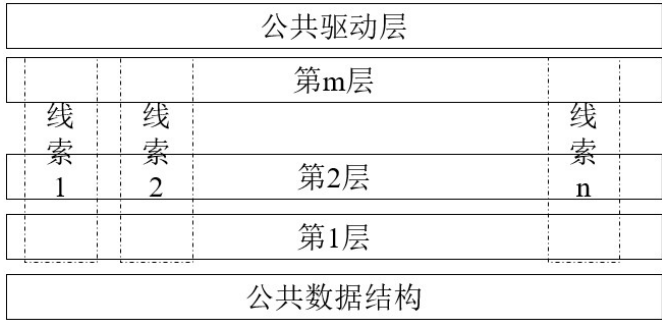 公共驱动层
第m层
线索1
线索2
线索n
第2层
第1层
公共数据结构